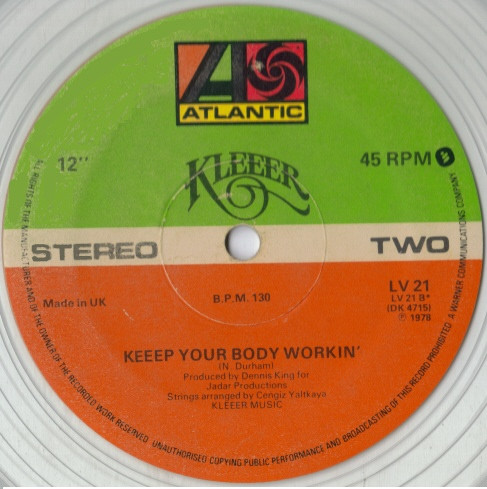 ATLANTIC
12"
KLEEER
45 RPM
STEREO
TWO
Made in UK
B.P.M. 130
LV 21
LV 21 B*
(DK 4715)
℗ 1978
KEEEP YOUR BODY WORKIN'
(N. Durham)
Produced by Dennis King for
Jadar Productions
Strings arranged by Cengiz Yaltkaya
KLEEER MUSIC
ALL RIGHTS OF THE MANUFACTURER AND OF THE OWNER OF THE RECORDED WORK RESERVED. UNAUTHORISED COPYING PUBLIC PERFORMANCE AND BROADCASTING OF THIS RECORD PROHIBITED. A WARNER COMMUNICATIONS COMPANY